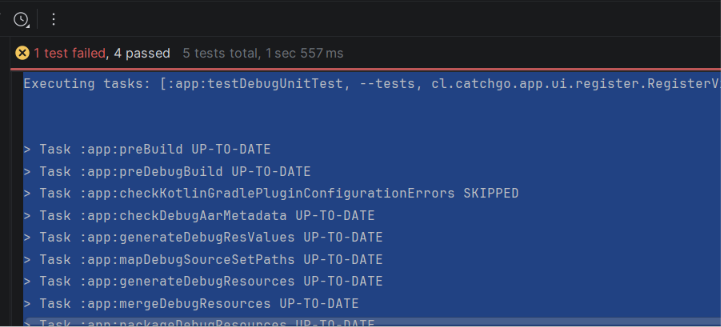 1 test failed, 4 passed 5 tests total, 1 sec 557 ms
Executing tasks: [:app:testDebugUnitTest, --tests, cl.catchgo.app.ui.register.RegisterVi
> Task :app:preBuild UP-TO-DATE
> Task :app:preDebugBuild UP-TO-DATE
> Task :app:checkKotlinGradlePluginConfigurationErrors SKIPPED
> Task :app:checkDebugAarMetadata UP-TO-DATE
> Task :app:generateDebugResValues UP-TO-DATE
> Task :app:mapDebugSourceSetPaths UP-TO-DATE
> Task :app:generateDebugResources UP-TO-DATE
> Task :app:mergeDebugResources UP-TO-DATE
> Task :app:packageDebugResources UP-TO-DATE